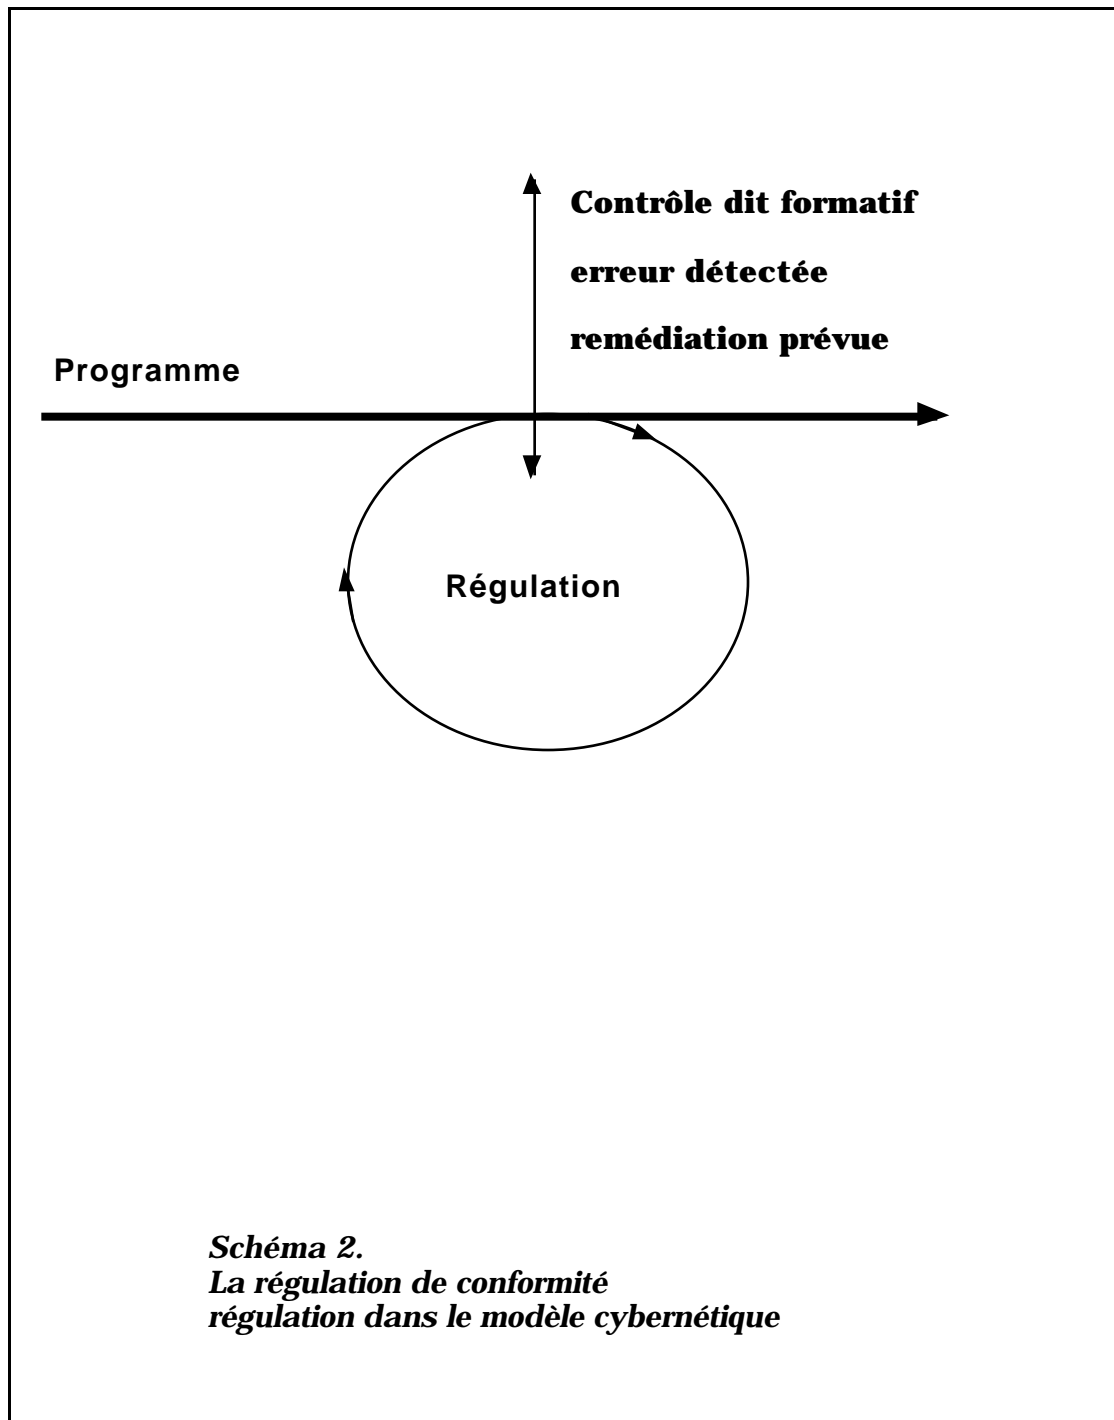 Contrôle dit formatif
erreur détectée
remédiation prévue
Programme
Régulation
Schéma 2.
La régulation de conformité
régulation dans le modèle cybernétique